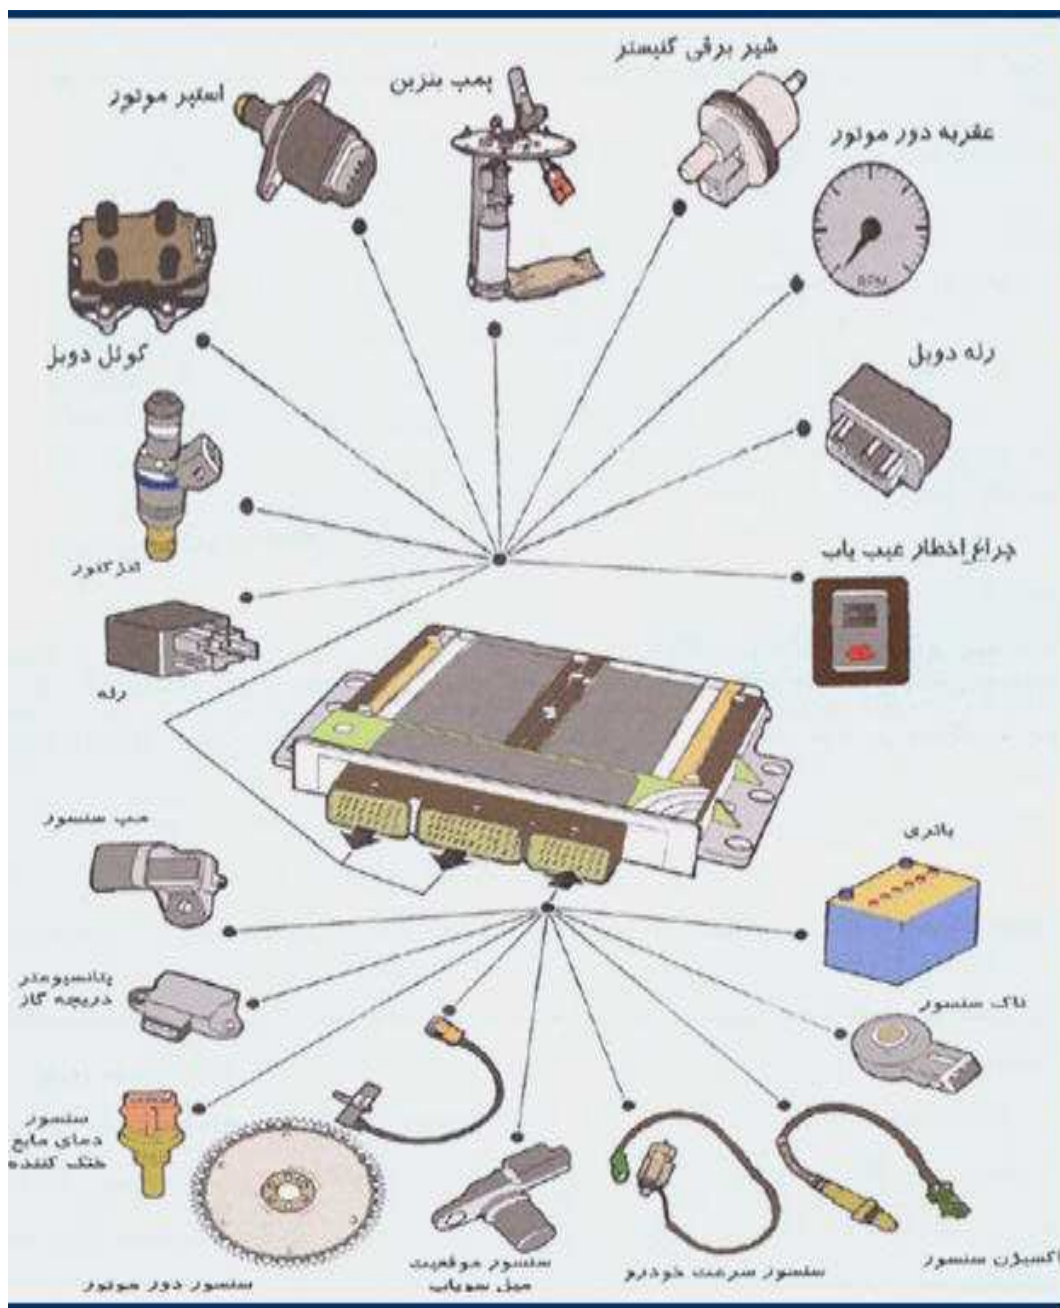 شیر برقی کنیستر
پمپ بنزین
استپر موتور
عقربه دور موتور
RPM
کوئل دوبل
رله دوبل
انژکتور
چراغ اخطار عیب یاب
رله
مپ سنسور
باتری
پتانسیومتر
دریچه گاز
ناک سنسور
سنسور
دمای مایع
خنک کننده
سنسور دور موتور
سنسور موقعیت
میل سوپاپ
سنسور سرعت خودرو
اکسیژن سنسور